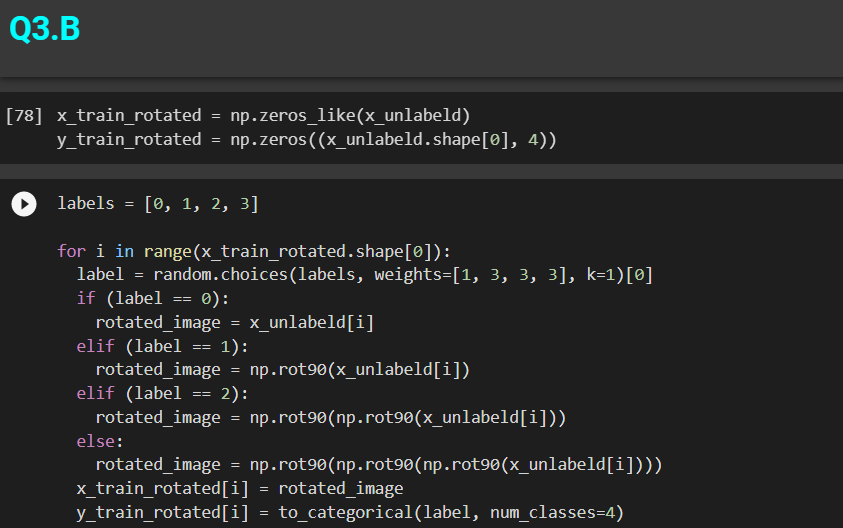 Q3.B
[78] x_train_rotated = np.zeros_like(x_unlabeld)
y_train_rotated = np.zeros((x_unlabeld.shape[0], 4))
labels = [0, 1, 2, 3]
for i in range(x_train_rotated.shape[0]):
  label = random.choices(labels, weights=[1, 3, 3, 3], k=1)[0]
  if (label == 0):
    rotated_image = x_unlabeld[i]
  elif (label == 1):
    rotated_image = np.rot90(x_unlabeld[i])
  elif (label == 2):
    rotated_image = np.rot90(np.rot90(x_unlabeld[i]))
  else:
    rotated_image = np.rot90(np.rot90(np.rot90(x_unlabeld[i])))
  x_train_rotated[i] = rotated_image
  y_train_rotated[i] = to_categorical(label, num_classes=4)